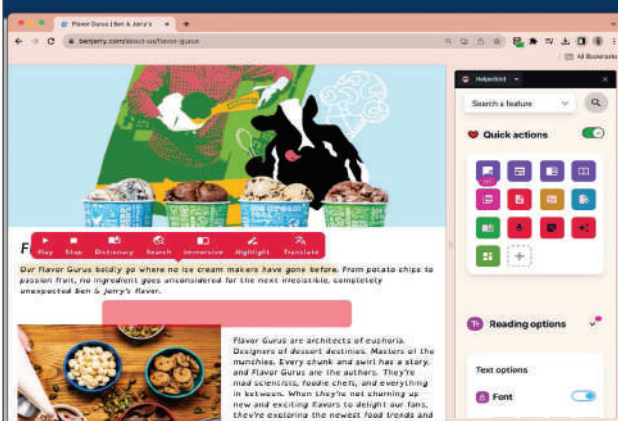 Flavor Gurus | Ben & Jerry's
benjerry.com/about-us/flavor-gurus
All Bookmarks
Helperbird
Search a feature
Quick actions
F
Play Stop Dictionary Search Immersive Highlight Translate
Our Flavor Gurus boldly go where no ice cream makers have gone before. From potato chips to
passion fruit, no ingredient goes unconsidered for the next irresistible, completely
unexpected Ben & Jerry's flavor.
Reading options
Flavor Gurus are architects of euphoria.
Designers of dessert destinies. Masters of the
munchies. Every chunk and swirl has a story,
and Flavor Gurus are the authors. They're
mad scientists, foodie chefs, and everything
in between. When they're not churning up
new and exciting flavors to delight our fans,
they're exploring the newest food trends and
Text options
Font